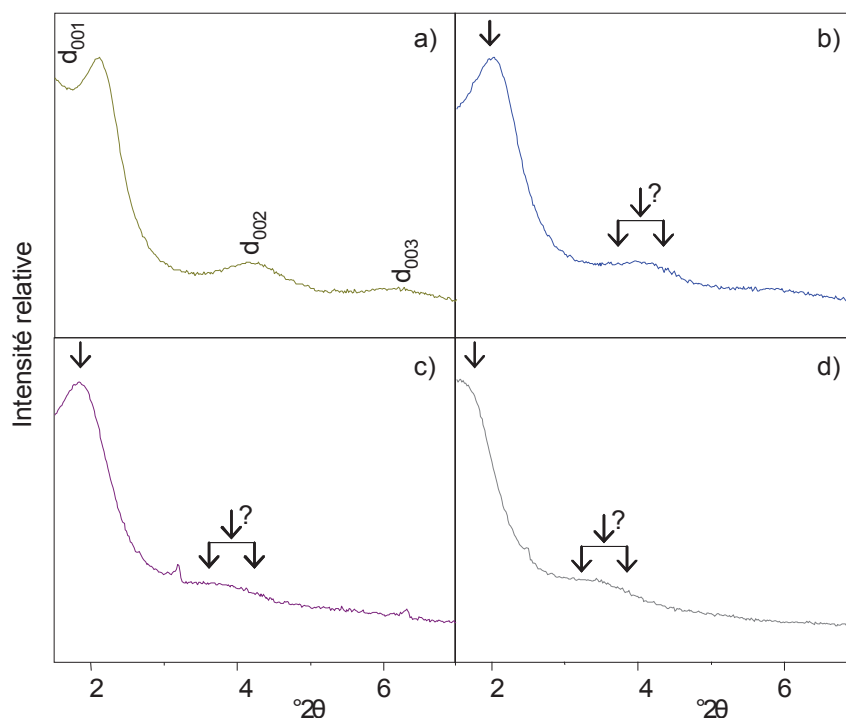 a)
d001
d002
d003
b)
?
c)
?
d)
?
Intensité relative
2
4
6
2
4
6
°2θ
°2θ